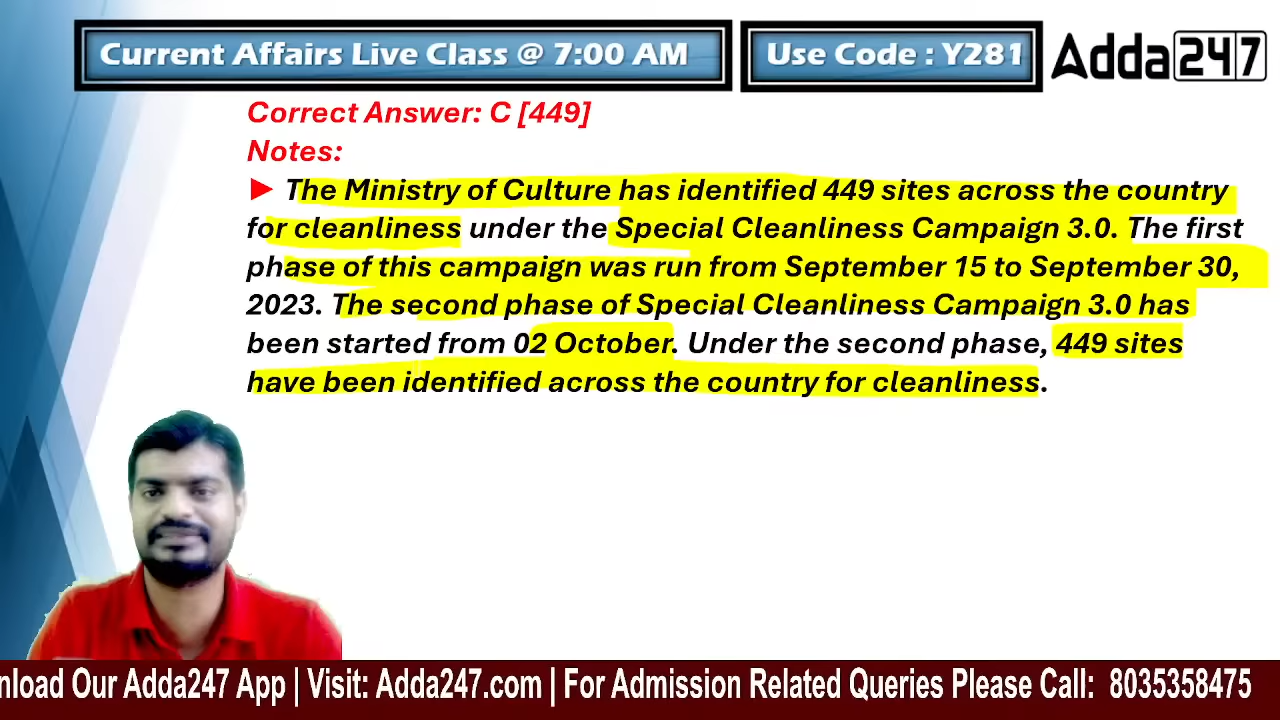 Current Affairs Live Class @ 7:00 AM
Use Code : Y281
Adda247
Correct Answer: C [449]
Notes:
► The Ministry of Culture has identified 449 sites across the country
for cleanliness under the Special Cleanliness Campaign 3.0. The first
phase of this campaign was run from September 15 to September 30,
2023. The second phase of Special Cleanliness Campaign 3.0 has
been started from 02 October. Under the second phase, 449 sites
have been identified across the country for cleanliness.
nload Our Adda247 App | Visit: Adda247.com | For Admission Related Queries Please Call: 8035358475